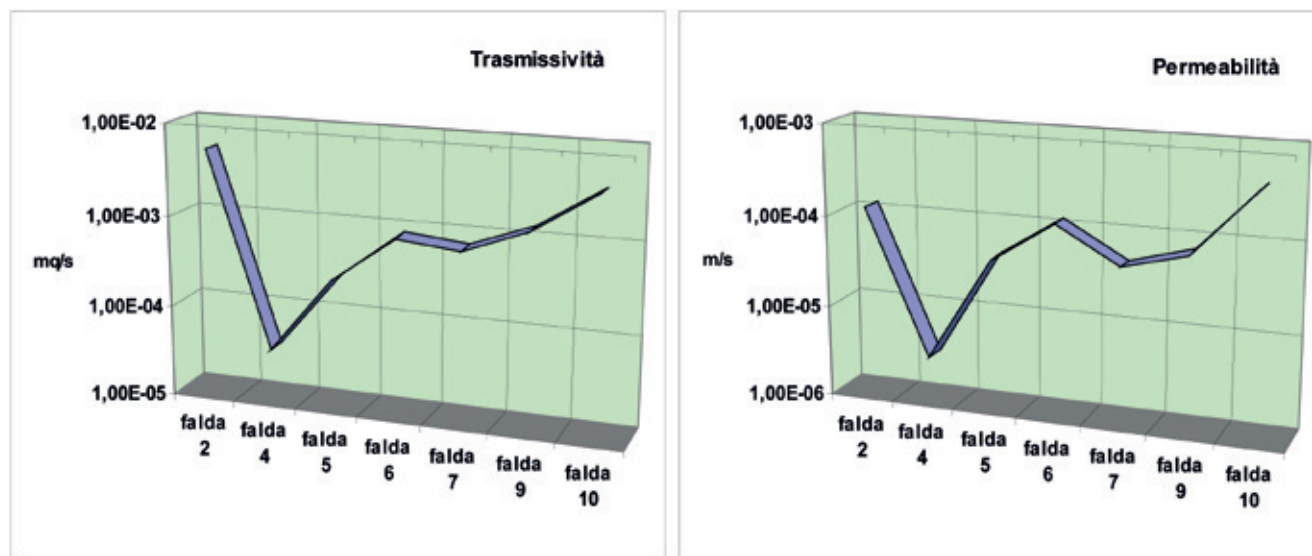 Trasmissività
1,00E-02
1,00E-03
mq/s
1,00E-04
1,00E-05
falda
2
falda
4
falda
5
falda
6
falda
7
falda
9
falda
10
Permeabilità
1,00E-03
1,00E-04
m/s
1,00E-05
1,00E-06
falda
2
falda
4
falda
5
falda
6
falda
7
falda
9
falda
10